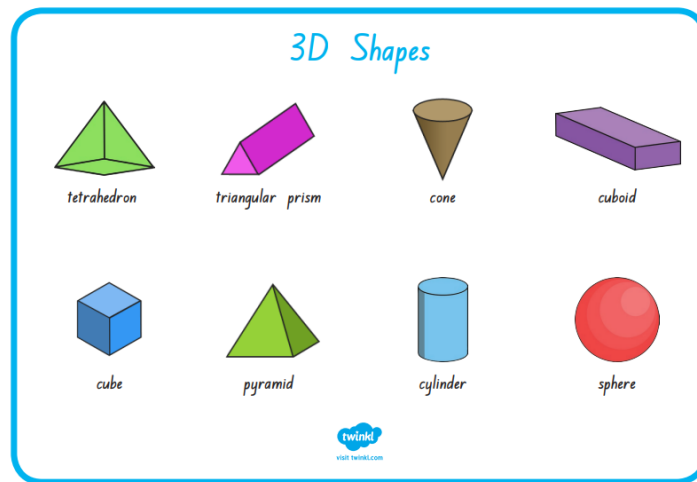 3D Shapes
tetrahedron
triangular prism
cone
cuboid
cube
pyramid
cylinder
sphere
twinkl
visit twinkl.com